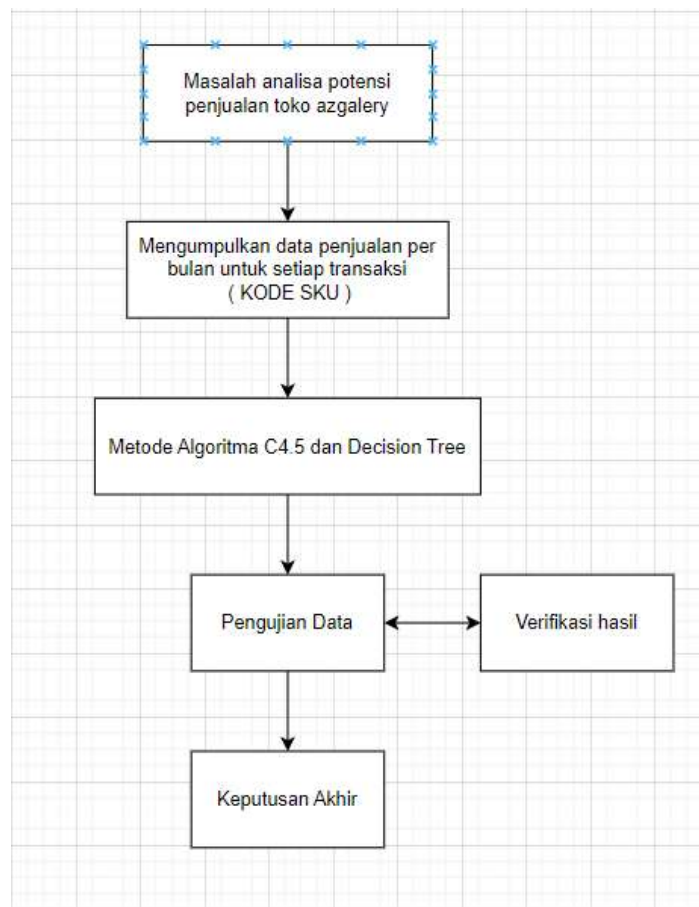 Masalah analisa potensi
penjualan toko azgalery
Mengumpulkan data penjualan per
bulan untuk setiap transaksi
( KODE SKU )
Metode Algoritma C4.5 dan Decision Tree
Pengujian Data
Verifikasi hasil
Keputusan Akhir